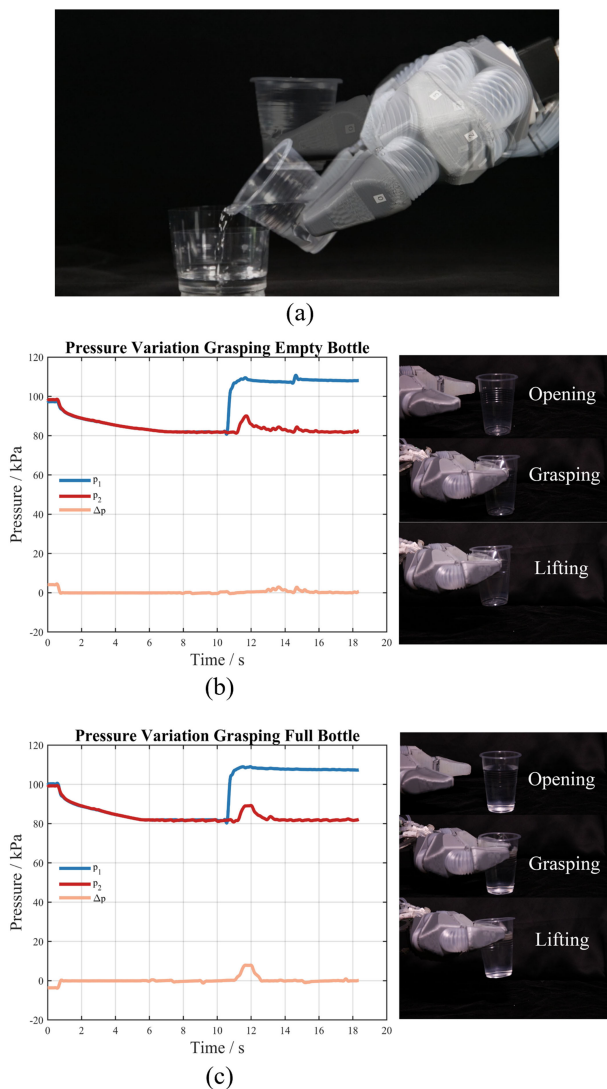 (a)
Pressure Variation Grasping Empty Bottle
120
100
80
60
40
20
0
-20
Pressure / kPa
p1
p2
Δp
0 2 4 6 8 10 12 14 16 18 20
Time / s
Opening
Grasping
Lifting
(b)
Pressure Variation Grasping Full Bottle
120
100
80
60
40
20
0
-20
Pressure / kPa
p1
p2
Δp
0 2 4 6 8 10 12 14 16 18 20
Time / s
Opening
Grasping
Lifting
(c)